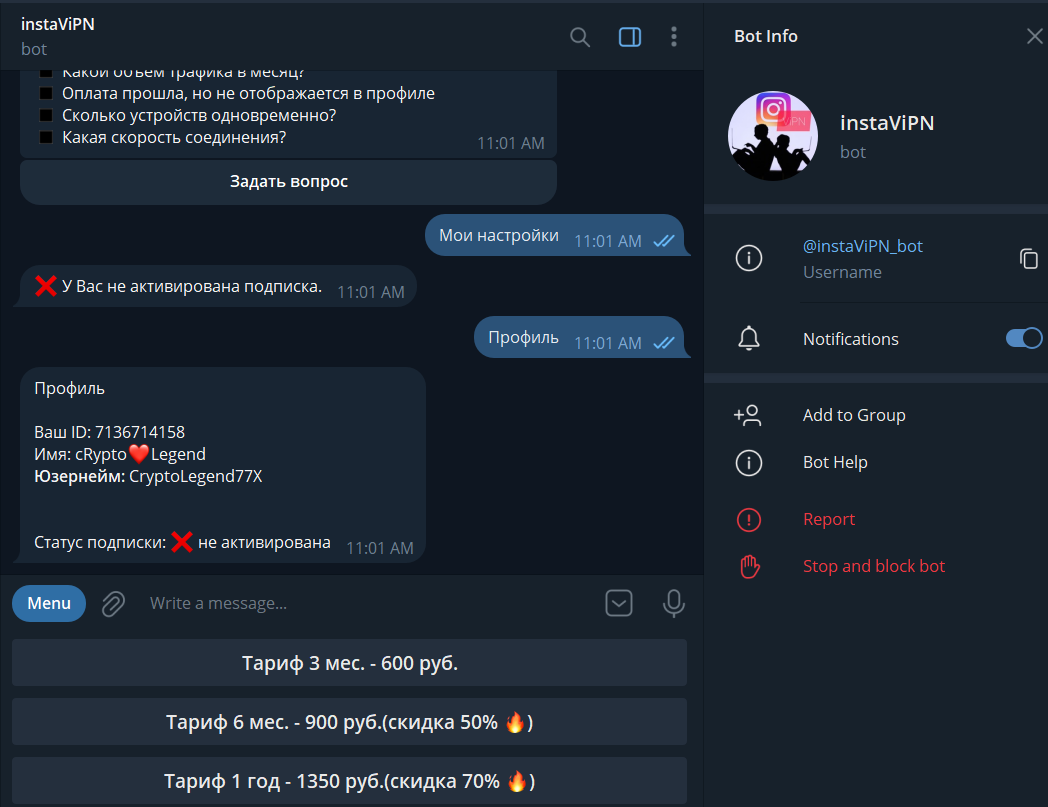 instaViPN
bot
Какой объем трафика в месяц?
Оплата прошла, но не отображается в профиле
Сколько устройств одновременно?
Какая скорость соединения?
11:01 AM
Задать вопрос
Мои настройки 11:01 AM
❌ У Вас не активирована подписка. 11:01 AM
Профиль 11:01 AM
Профиль
Ваш ID: 7136714158
Имя: cRypto❤️Legend
Юзернейм: CryptoLegend77X
Статус подписки: ❌ не активирована 11:01 AM
Menu
Write a message...
Тариф 3 мес. - 600 руб.
Тариф 6 мес. - 900 руб.(скидка 50% 🔥)
Тариф 1 год - 1350 руб.(скидка 70% 🔥)
Bot Info
ViPN
instaViPN
bot
@instaViPN_bot
Username
Notifications
Add to Group
Bot Help
Report
Stop and block bot